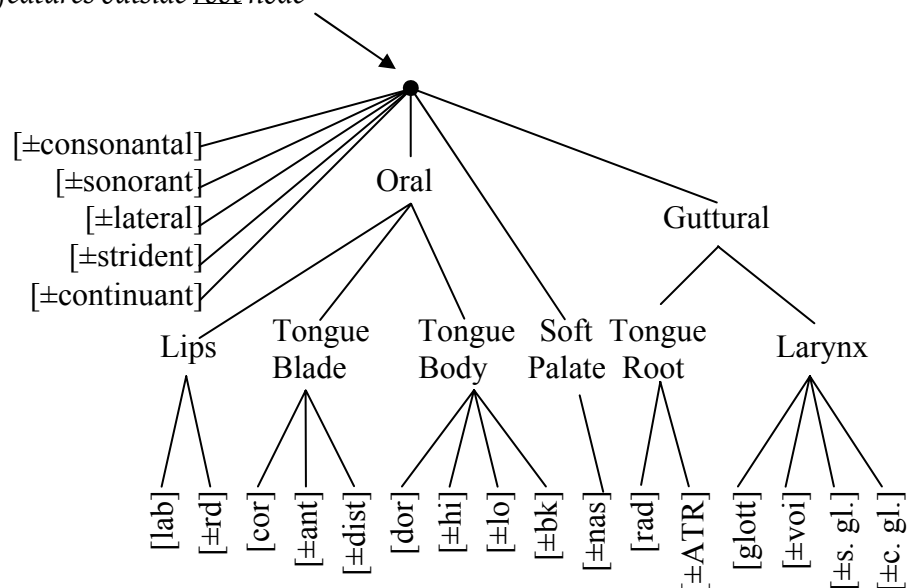 features outside root node
[±consonantal]
[±sonorant]
[±lateral]
[±strident]
[±continuant]
Oral
Guttural
Lips
Tongue
Blade
Tongue
Body
Soft
Palate
Tongue
Root
Larynx
[lab]
[±rd]
[cor]
[±ant]
[±dist]
[dor]
[±hi]
[±lo]
[±bk]
[±nas]
[rad]
[±ATR]
[glott]
[±voi]
[±s. gl.]
[±c. gl.]